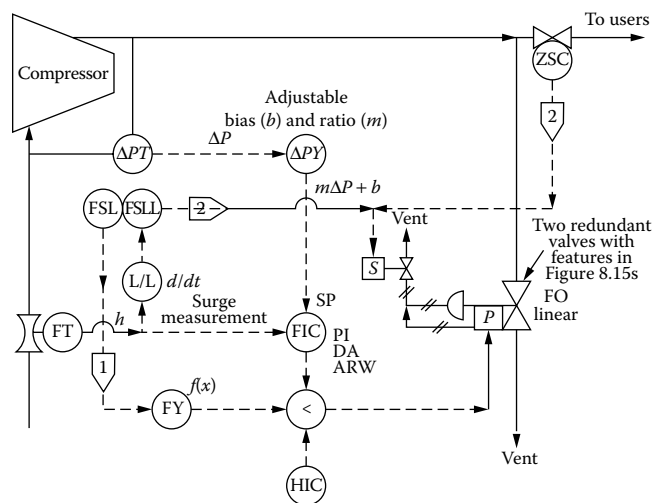 To users
ZSC
Compressor
2
Adjustable
bias (b) and ratio (m)
ΔP
ΔPT
ΔPY
mΔP + b
FSL
FSLL
2
Vent
Two redundant
valves with
features in
Figure 8.15s
S
L/L
d/dt
FO
linear
Surge
measurement
SP
FT
h
FIC
PI
DA
ARW
P
1
f(x)
FY
<
Vent
HIC